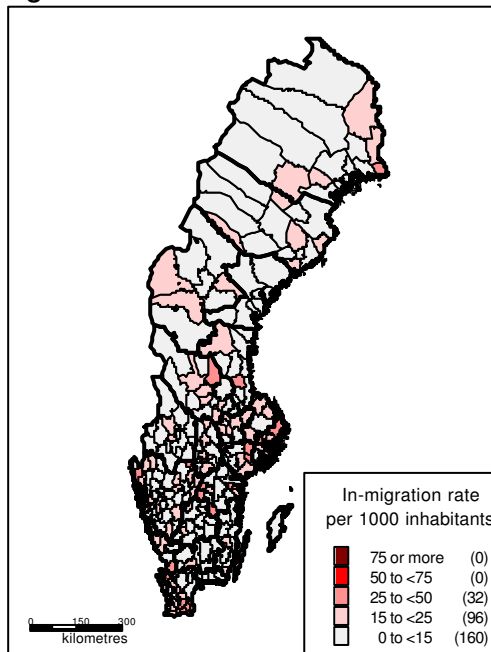 In-migration rate
per 1000 inhabitants
75 or more (0)
50 to <75 (0)
25 to <50 (32)
15 to <25 (96)
0 to <15 (160)
0 150 300
kilometres